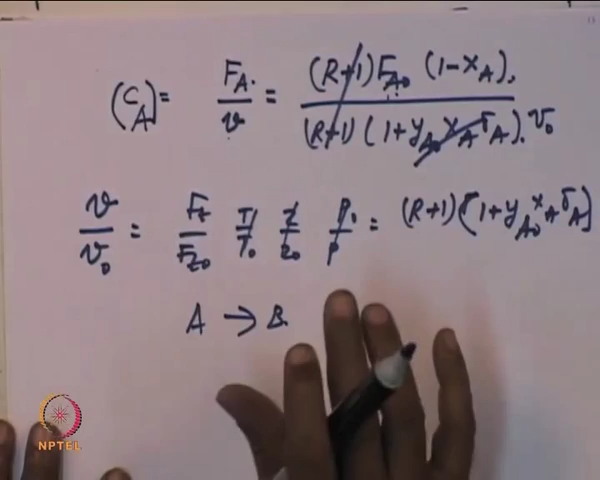 (C_A) = F_A / v = (R+1) F_A0 (1-X_A) / (R+1) (1+y_A0 X_A δ_A) . v_0
v / v_0 = F_t / F_t0 T / T_0 Z / Z_0 P_0 / P = (R+1) (1+y_A0 X_A δ_A)
A → B
NPTEL